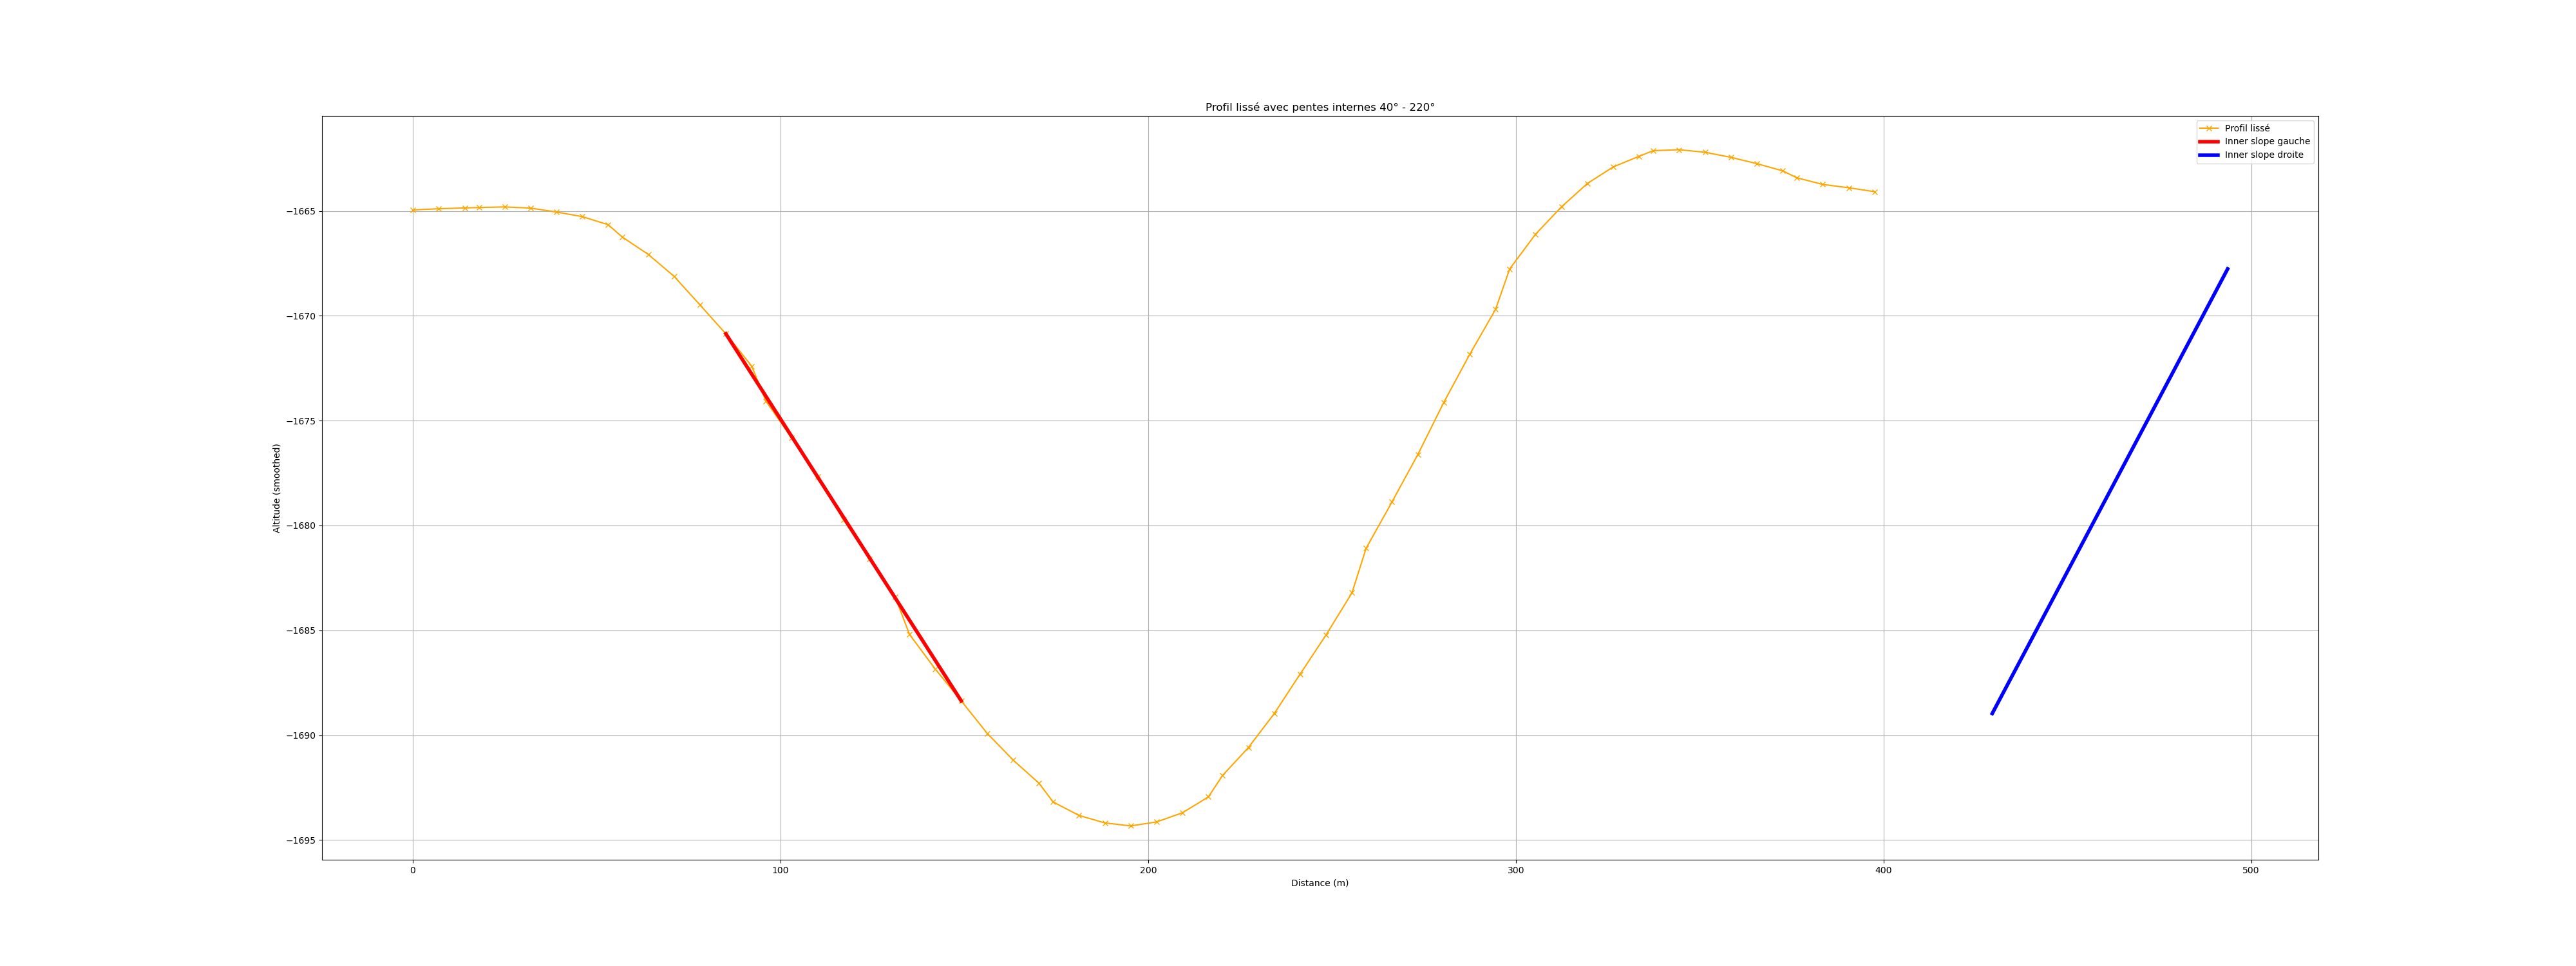 Profil lissé avec pentes internes 40° - 220°
Profil lissé
Inner slope gauche
Inner slope droite
Altitude (smoothed)
−1665
−1670
−1675
−1680
−1685
−1690
−1695
0 100 200 300 400 500
Distance (m)